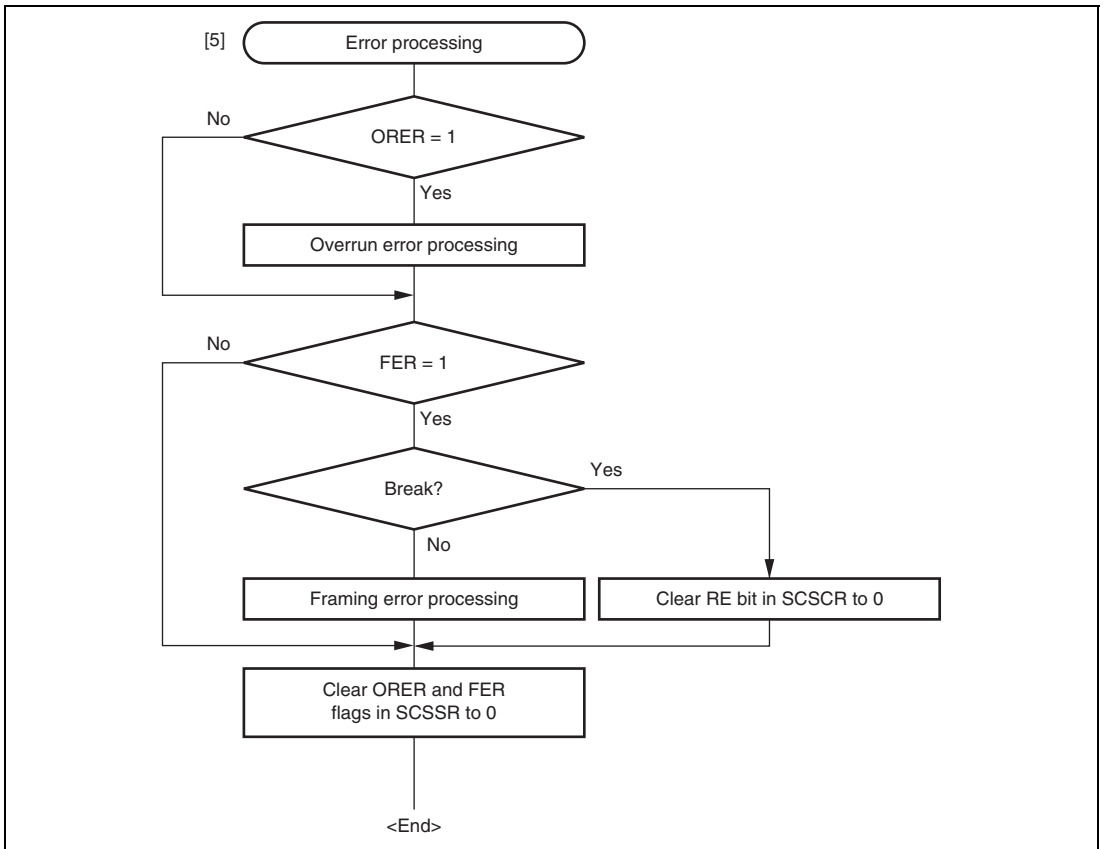 [5] Error processing
No
ORER = 1
Yes
Overrun error processing
No
FER = 1
Yes
Yes
Break?
No
Framing error processing
Clear RE bit in SCSCR to 0
Clear ORER and FER
flags in SCSSR to 0
<End>